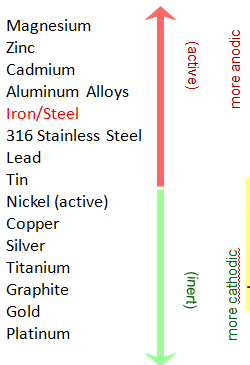 Magnesium
Zinc
Cadmium
Aluminum Alloys
Iron/Steel
316 Stainless Steel
Lead
Tin
Nickel (active)
Copper
Silver
Titanium
Graphite
Gold
Platinum
(active)
(inert)
more anodic
more cathodic